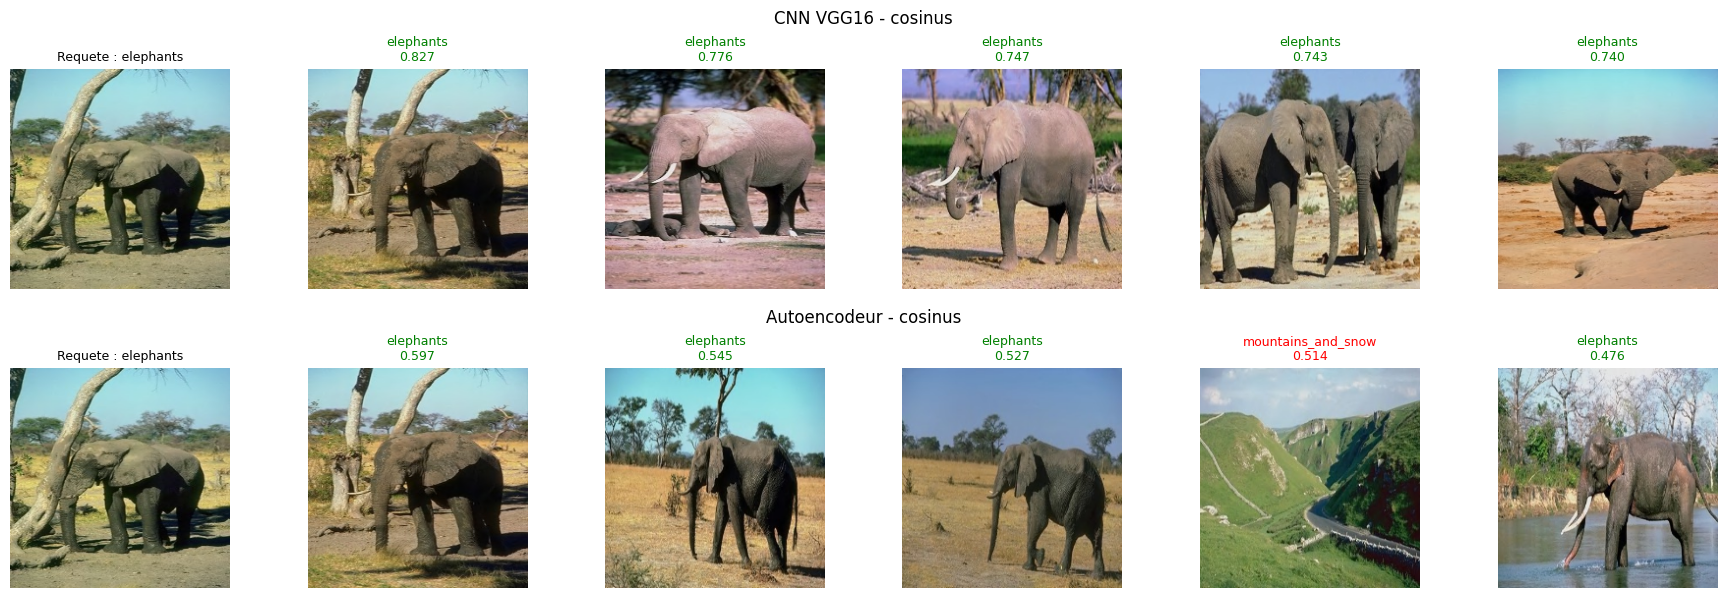 CNN VGG16 - cosinus
Requete : elephants
elephants
0.827
elephants
0.776
elephants
0.747
elephants
0.743
elephants
0.740
Autoencodeur - cosinus
Requete : elephants
elephants
0.597
elephants
0.545
elephants
0.527
mountains_and_snow
0.514
elephants
0.476